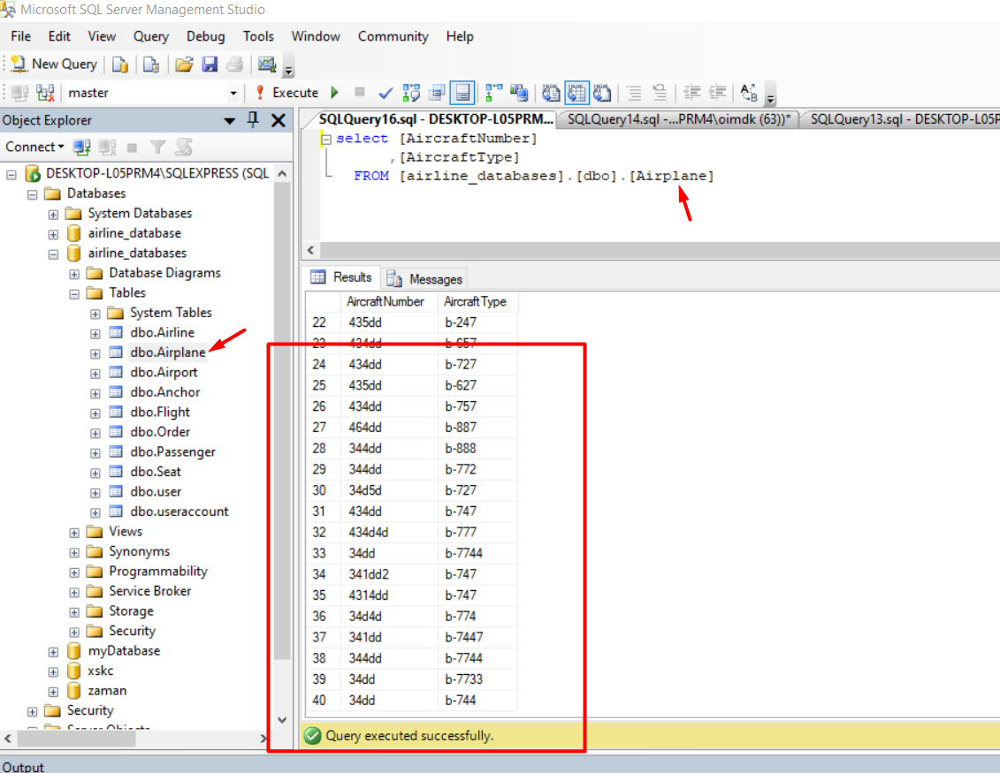 Microsoft SQL Server Management Studio
File Edit View Query Debug Tools Window Community Help
New Query
master Execute
Object Explorer
Connect
DESKTOP-L05PRM4\SQLEXPRESS (SQL
Databases
System Databases
airline_database
airline_databases
Database Diagrams
Tables
System Tables
dbo.Airline
dbo.Airplane
dbo.Airport
dbo.Anchor
dbo.Flight
dbo.Order
dbo.Passenger
dbo.Seat
dbo.user
dbo.useraccount
Views
Synonyms
Programmability
Service Broker
Storage
Security
myDatabase
xskc
zaman
Security
Server Objects
SQLQuery16.sql - DESKTOP-L05PRM... SQLQuery14.sql -...PRM4\oimdk (63))* SQLQuery13.sql - DESKTOP-L05P
select [AircraftNumber]
,[AircraftType]
FROM [airline_databases].[dbo].[Airplane]
Results Messages
AircraftNumber AircraftType
22 435dd b-247
23 434dd b-657
24 434dd b-727
25 435dd b-627
26 434dd b-757
27 464dd b-887
28 344dd b-888
29 344dd b-772
30 34d5d b-727
31 434dd b-747
32 434d4d b-777
33 34dd b-7744
34 341dd2 b-747
35 4314dd b-747
36 34d4d b-774
37 341dd b-7447
38 344dd b-7744
39 34dd b-7733
40 34dd b-744
Query executed successfully.
Output